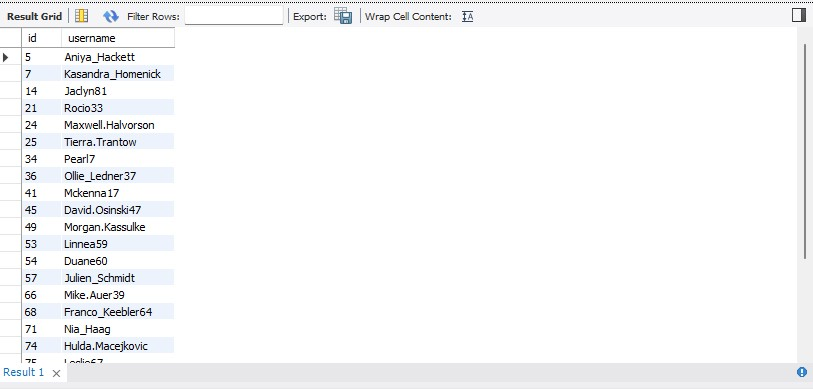 Result Grid Filter Rows: Export: Wrap Cell Content:
id username
5 Aniya_Hackett
7 Kasandra_Homenick
14 Jaclyn81
21 Rocio33
24 Maxwell.Halvorson
25 Tierra.Trantow
34 Pearl7
36 Ollie_Ledner37
41 Mckenna17
45 David.Osinski47
49 Morgan.Kassulke
53 Linnea59
54 Duane60
57 Julien_Schmidt
66 Mike.Auer39
68 Franco_Keebler64
71 Nia_Haag
74 Hulda.Macejkovic
75 Leslie67
Result 1